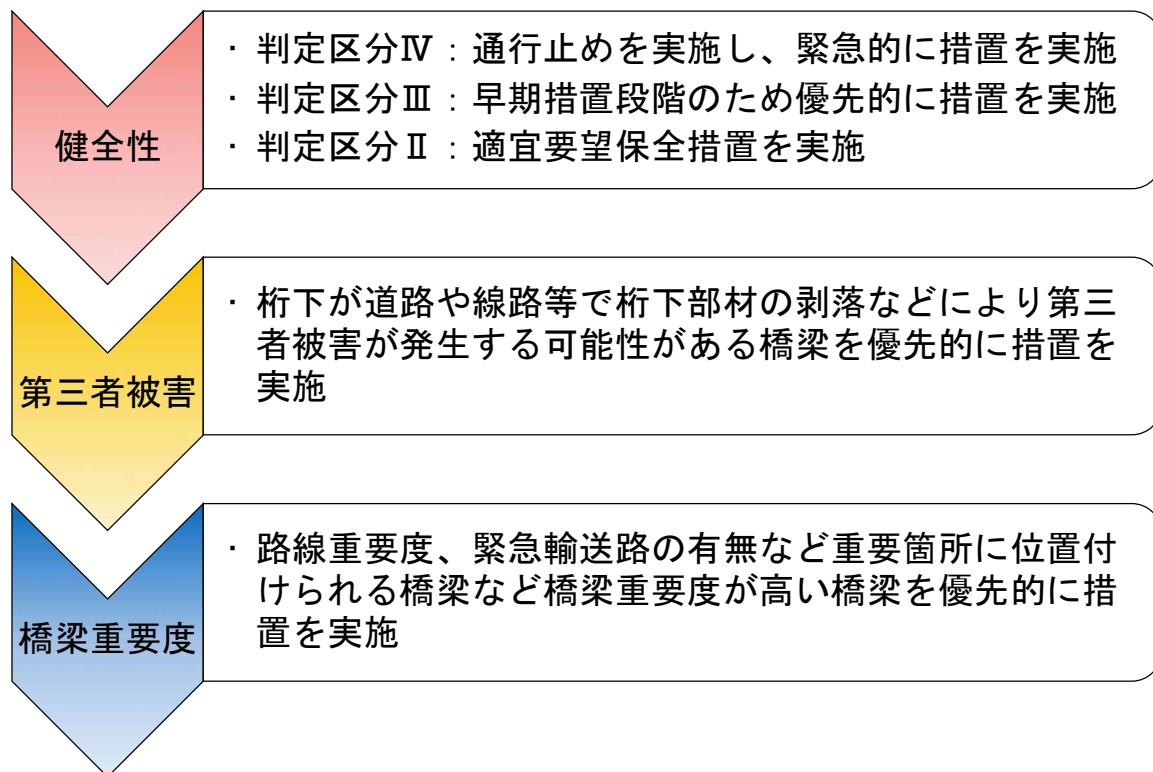 健全性
・判定区分Ⅳ：通行止めを実施し、緊急的に措置を実施
・判定区分Ⅲ：早期措置段階のため優先的に措置を実施
・判定区分Ⅱ：適宜要望保全措置を実施
第三者被害
・桁下が道路や線路等で桁下部材の剥落などにより第三
者被害が発生する可能性がある橋梁を優先的に措置を
実施
橋梁重要度
・路線重要度、緊急輸送路の有無など重要箇所に位置付
けられる橋梁など橋梁重要度が高い橋梁を優先的に措
置を実施